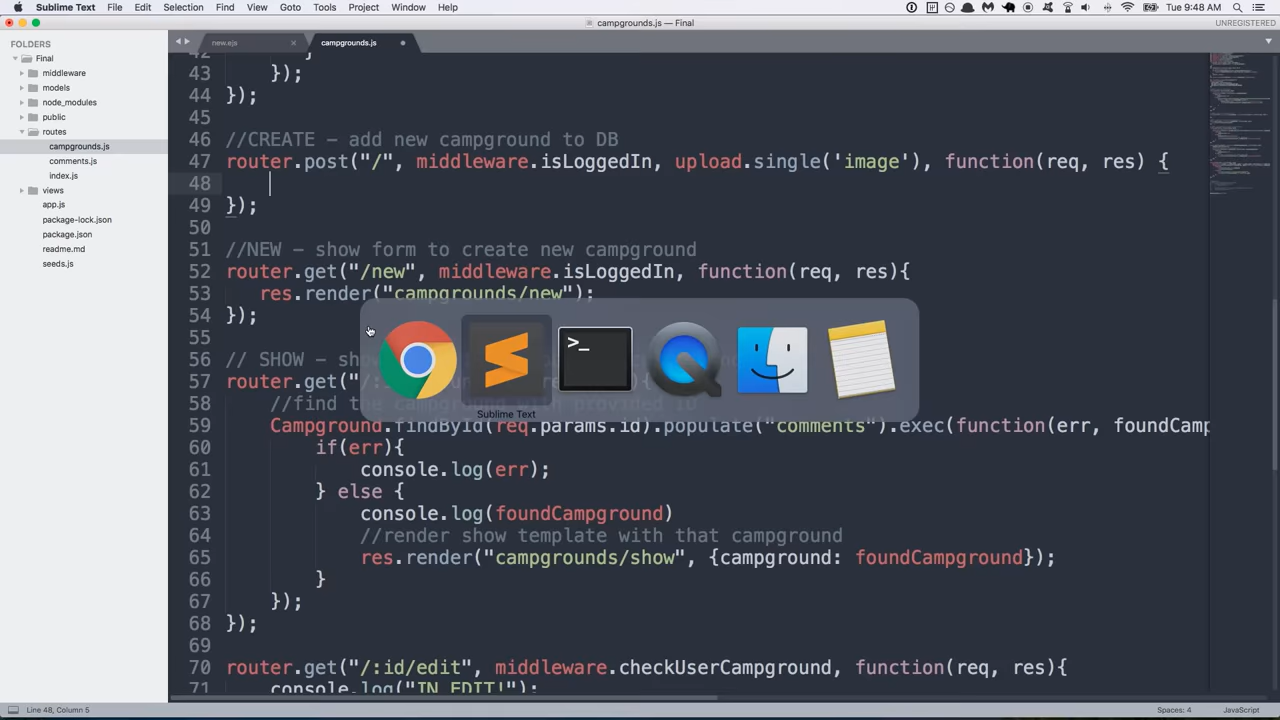 Sublime Text File Edit Selection Find View Goto Tools Project Window Help Tue 9:48 AM
campgrounds.js — Final UNREGISTERED
FOLDERS
Final
middleware
models
node_modules
public
routes
campgrounds.js
comments.js
index.js
views
app.js
package-lock.json
package.json
readme.md
seeds.js
new.ejs campgrounds.js
42 }
43 });
44 });
45
46 //CREATE – add new campground to DB
47 router.post("/", middleware.isLoggedIn, upload.single('image'), function(req, res) {
48
49 });
50
51 //NEW – show form to create new campground
52 router.get("/new", middleware.isLoggedIn, function(req, res){
53 res.render("campgrounds/new");
54 });
55
56 // SHOW –
57 router.get("/:
58 //find the campground with provided ID
59 Campground.findById(req.params.id).populate("comments").exec(function(err, foundCamp
60 if(err){
61 console.log(err);
62 } else {
63 console.log(foundCampground)
64 //render show template with that campground
65 res.render("campgrounds/show", {campground: foundCampground});
66 }
67 });
68 });
69
70 router.get("/:id/edit", middleware.checkUserCampground, function(req, res){
71 console.log("IN EDIT!");
Sublime Text
Line 48, Column 5 Spaces: 4 JavaScript